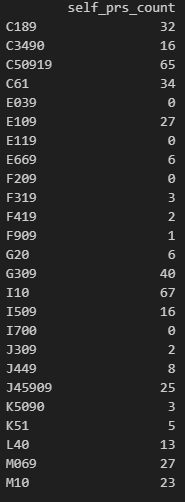 self_prs_count
C189 32
C3490 16
C50919 65
C61 34
E039 0
E109 27
E119 0
E669 6
F209 0
F319 3
F419 2
F909 1
G20 6
G309 40
I10 67
I509 16
I700 0
J309 2
J449 8
J45909 25
K5090 3
K51 5
L40 13
M069 27
M10 23